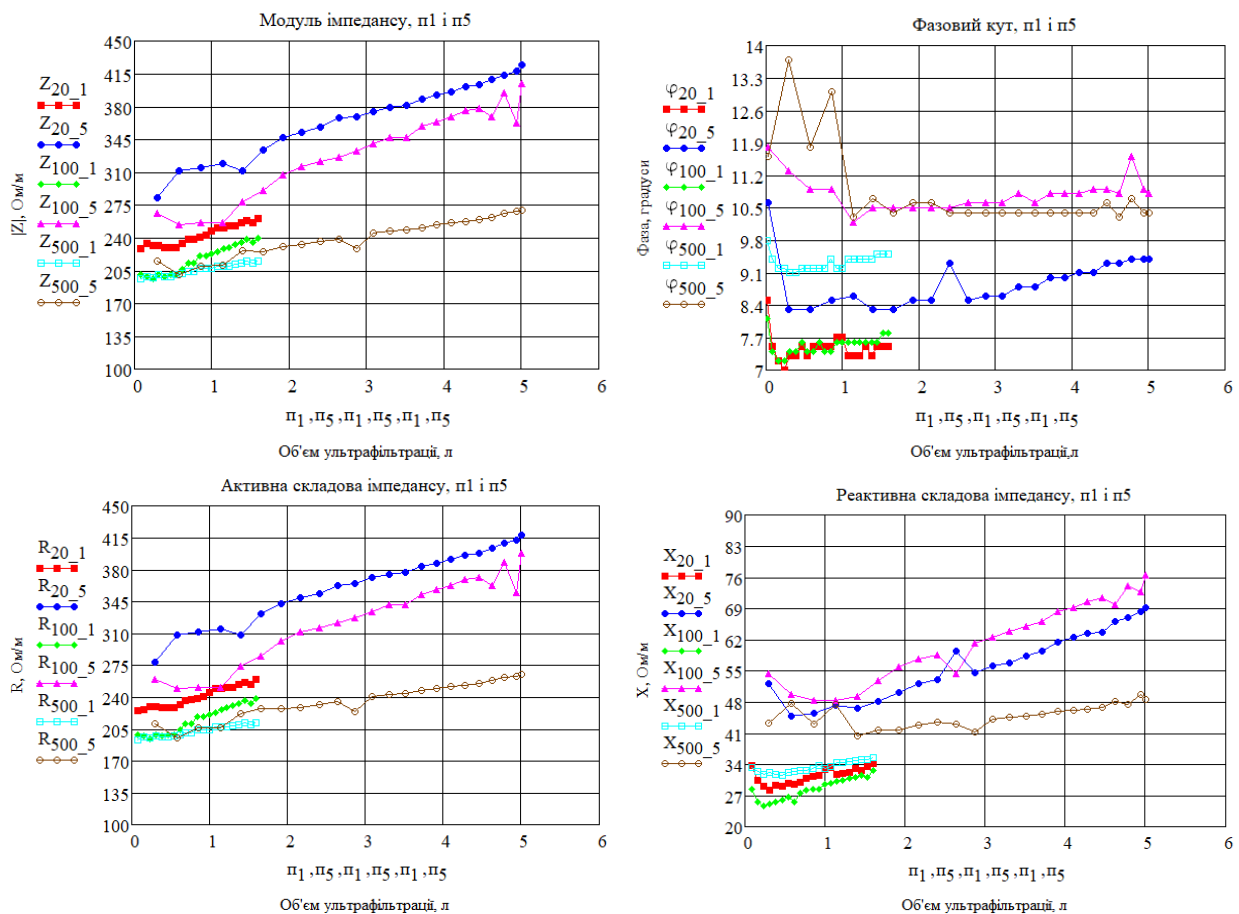 Модуль імпедансу, п1 і п5
|Z|, Ом/м
Z20_1
Z20_5
Z100_1
Z100_5
Z500_1
Z500_5
450
415
380
345
310
275
240
205
170
135
100
0 1 2 3 4 5 6
п1 ,п5 ,п1 ,п5 ,п1 ,п5
Об'єм ультрафільтрації, л
Фазовий кут, п1 і п5
Фаза, градуси
φ20_1
φ20_5
φ100_1
φ100_5
φ500_1
φ500_5
14
13.3
12.6
11.9
11.2
10.5
9.8
9.1
8.4
7.7
7
0 1 2 3 4 5 6
п1 ,п5 ,п1 ,п5 ,п1 ,п5
Об'єм ультрафільтрації,л
Активна складова імпедансу, п1 і п5
R, Ом/м
R20_1
R20_5
R100_1
R100_5
R500_1
R500_5
450
415
380
345
310
275
240
205
170
135
100
0 1 2 3 4 5 6
п1 ,п5 ,п1 ,п5 ,п1 ,п5
Об'єм ультрафільтрації, л
Реактивна складова імпедансу, п1 і п5
X, Ом/м
X20_1
X20_5
X100_1
X100_5
X500_1
X500_5
90
83
76
69
62
55
48
41
34
27
20
0 1 2 3 4 5 6
п1 ,п5 ,п1 ,п5 ,п1 ,п5
Об'єм ультрафільтрації, л